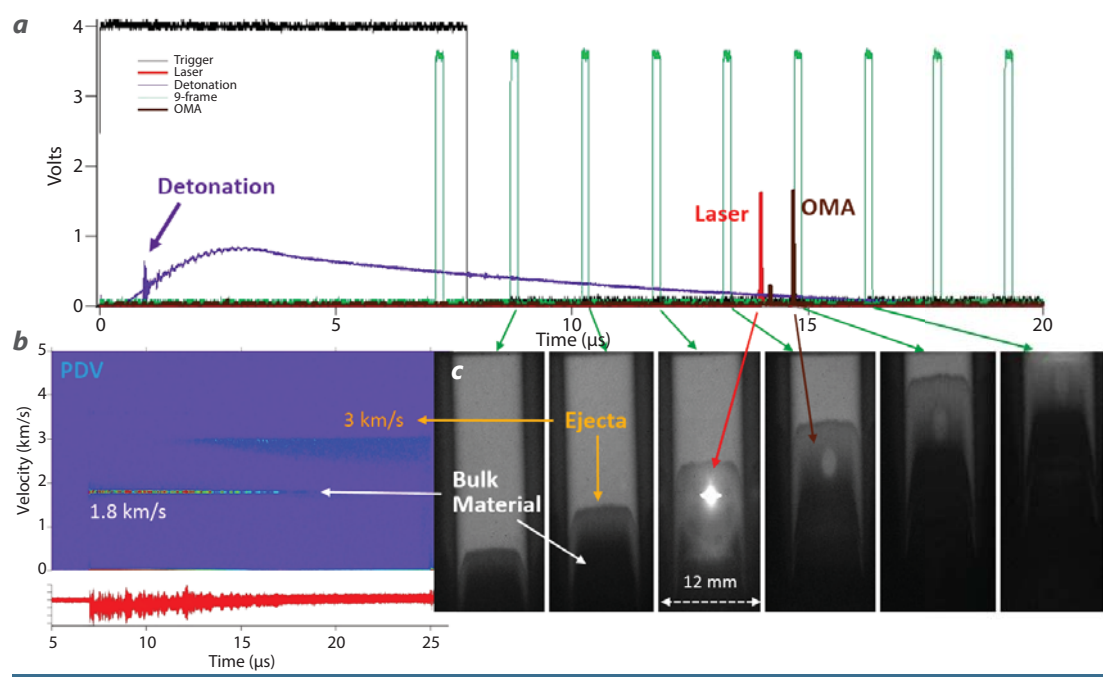 a
4
3
2
1
0
Volts
Trigger
Laser
Detonation
9-frame
OMA
Detonation
Laser
OMA
0
5
10
15
20
Time (µs)
b
5
4
3
2
1
0
Velocity (km/s)
PDV
3 km/s
1.8 km/s
5
10
15
20
25
Time (µs)
c
Ejecta
Bulk
Material
12 mm